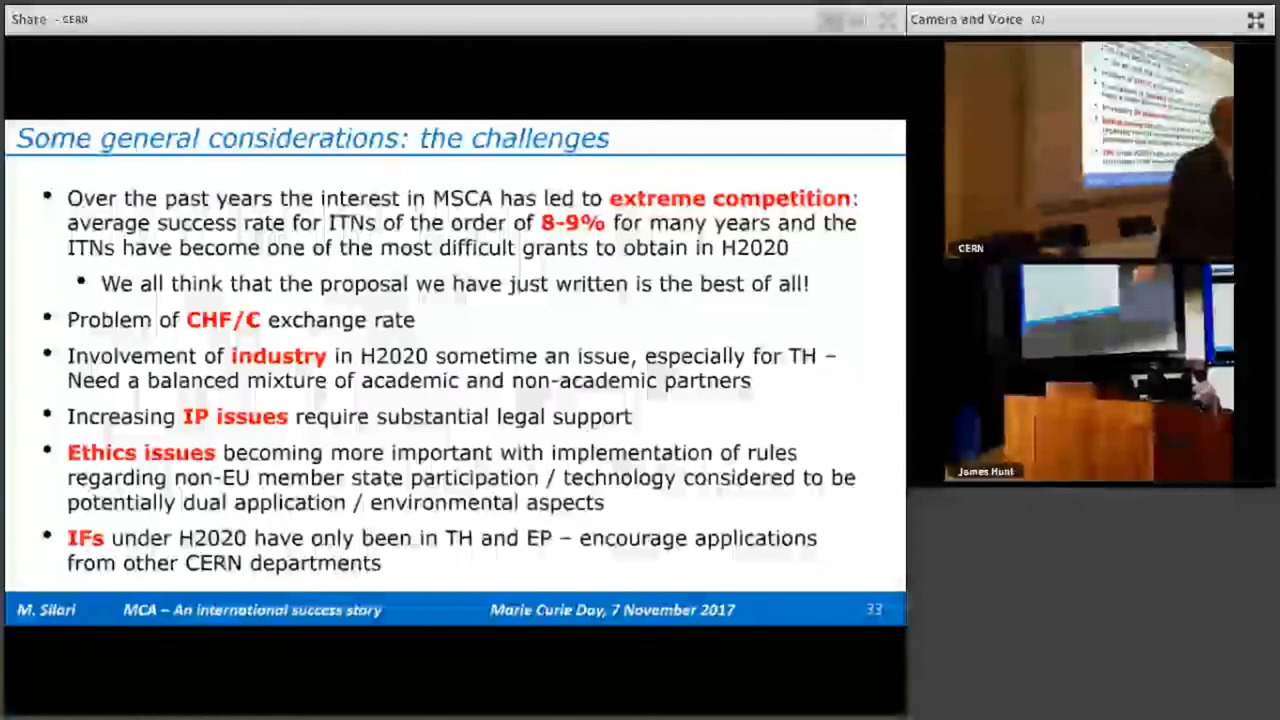 Share - CERN
Camera and Voice (2)
Some general considerations: the challenges
• Over the past years the interest in MSCA has led to extreme competition:
average success rate for ITNs of the order of 8-9% for many years and the
ITNs have become one of the most difficult grants to obtain in H2020
• We all think that the proposal we have just written is the best of all!
• Problem of CHF/€ exchange rate
• Involvement of industry in H2020 sometime an issue, especially for TH –
Need a balanced mixture of academic and non-academic partners
• Increasing IP issues require substantial legal support
• Ethics issues becoming more important with implementation of rules
regarding non-EU member state participation / technology considered to be
potentially dual application / environmental aspects
• IFs under H2020 have only been in TH and EP – encourage applications
from other CERN departments
M. Silari MCA – An international success story Marie Curie Day, 7 November 2017 33
CERN
James Hunt